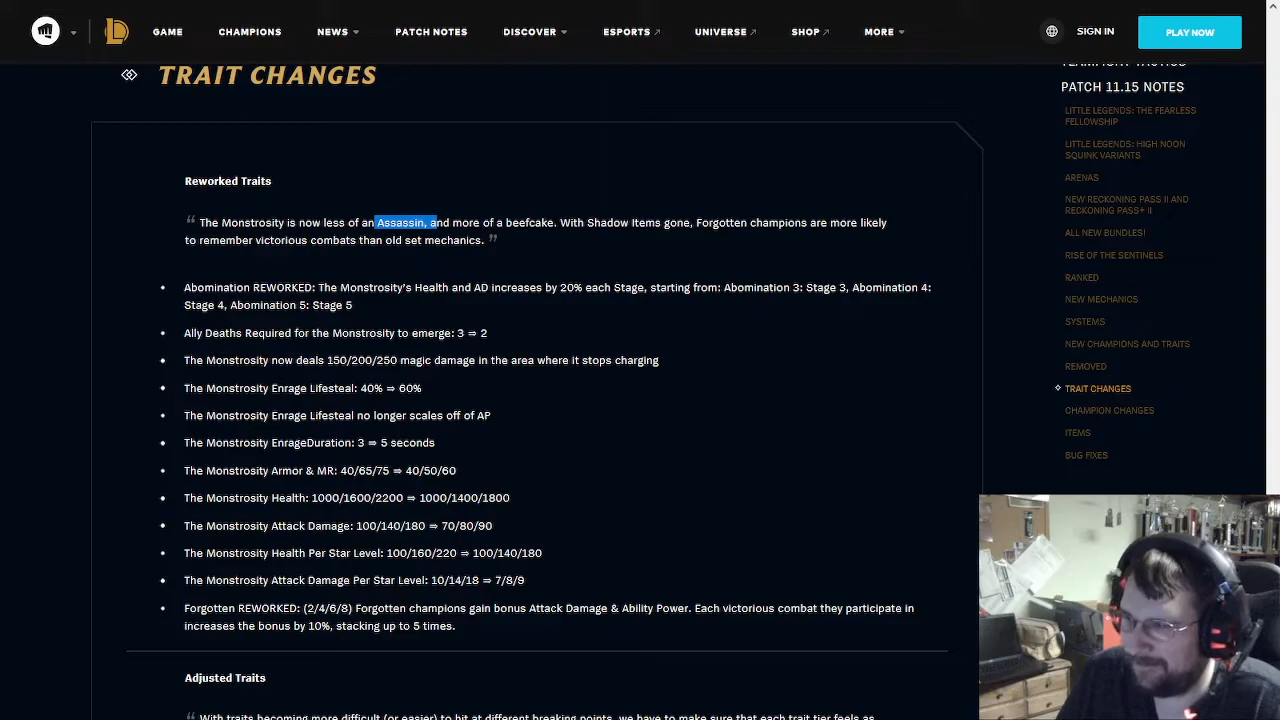 GAME
CHAMPIONS
NEWS
PATCH NOTES
DISCOVER
ESPORTS
UNIVERSE
SHOP
MORE
SIGN IN
PLAY NOW
TRAIT CHANGES
Reworked Traits
“ The Monstrosity is now less of an Assassin, and more of a beefcake. With Shadow Items gone, Forgotten champions are more likely
to remember victorious combats than old set mechanics. ”
• Abomination REWORKED: The Monstrosity’s Health and AD increases by 20% each Stage, starting from: Abomination 3: Stage 3, Abomination 4:
Stage 4, Abomination 5: Stage 5
• Ally Deaths Required for the Monstrosity to emerge: 3 ⇒ 2
• The Monstrosity now deals 150/200/250 magic damage in the area where it stops charging
• The Monstrosity Enrage Lifesteal: 40% ⇒ 60%
• The Monstrosity Enrage Lifesteal no longer scales off of AP
• The Monstrosity EnrageDuration: 3 ⇒ 5 seconds
• The Monstrosity Armor & MR: 40/65/75 ⇒ 40/50/60
• The Monstrosity Health: 1000/1600/2200 ⇒ 1000/1400/1800
• The Monstrosity Attack Damage: 100/140/180 ⇒ 70/80/90
• The Monstrosity Health Per Star Level: 100/160/220 ⇒ 100/140/180
• The Monstrosity Attack Damage Per Star Level: 10/14/18 ⇒ 7/8/9
• Forgotten REWORKED: (2/4/6/8) Forgotten champions gain bonus Attack Damage & Ability Power. Each victorious combat they participate in
increases the bonus by 10%, stacking up to 5 times.
Adjusted Traits
“ With traits becoming more difficult (or easier) to hit at different breaking points, we have to make sure that each trait tier feels as
TEAMFIGHT TACTICS
PATCH 11.15 NOTES
LITTLE LEGENDS: THE FEARLESS
FELLOWSHIP
LITTLE LEGENDS: HIGH NOON
SQUINK VARIANTS
ARENAS
NEW RECKONING PASS II AND
RECKONING PASS+ II
ALL NEW BUNDLES!
RISE OF THE SENTINELS
RANKED
NEW MECHANICS
SYSTEMS
NEW CHAMPIONS AND TRAITS
REMOVED
TRAIT CHANGES
CHAMPION CHANGES
ITEMS
BUG FIXES